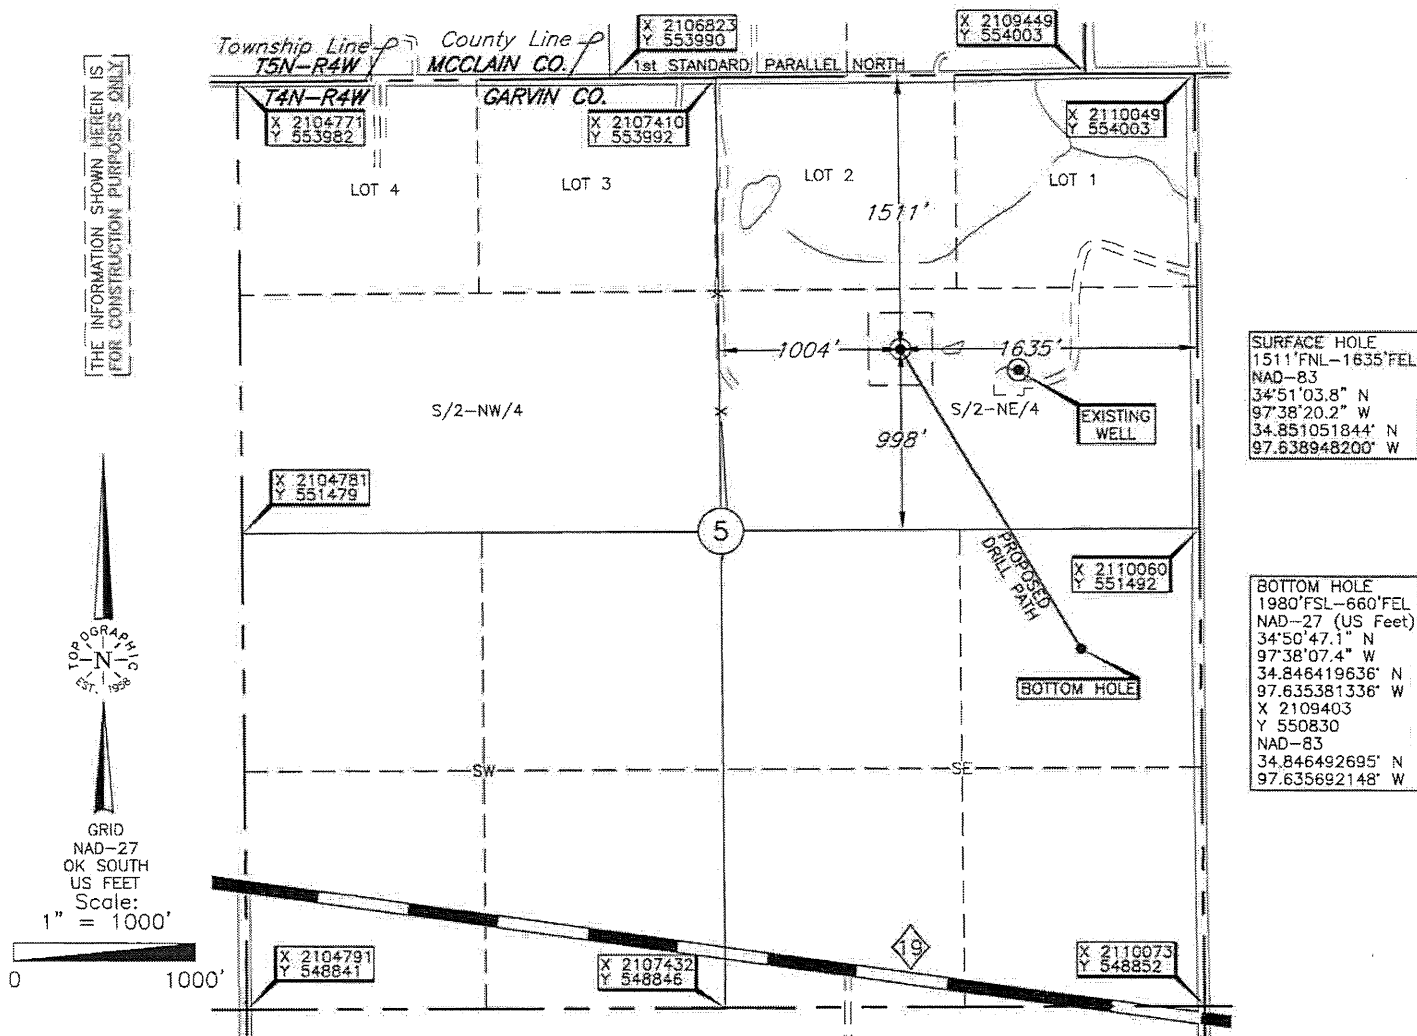 X 2106823
Y 553990
X 2109449
Y 554003
Township Line
County Line
T5N-R4W
MCCLAIN CO.
1st STANDARD PARALLEL NORTH
T4N-R4W
GARVIN CO.
X 2104771
Y 553982
X 2107410
Y 553992
X 2110049
Y 554003
THE INFORMATION SHOWN HEREIN IS
FOR CONSTRUCTION PURPOSES ONLY
LOT 4
LOT 3
LOT 2
LOT 1
1511'
1004'
1635'
998'
S/2-NW/4
S/2-NE/4
EXISTING
WELL
SURFACE HOLE
1511'FNL-1635'FEL
NAD-83
34°51'03.8" N
97°38'20.2" W
34.851051844° N
97.638948200° W
X 2104781
Y 551479
5
PROPOSED
DRILL PATH
X 2110060
Y 551492
BOTTOM HOLE
BOTTOM HOLE
1980'FSL-660'FEL
NAD-27 (US Feet)
34°50'47.1" N
97°38'07.4" W
34.846419636° N
97.635381336° W
X 2109403
Y 550830
NAD-83
34.846492695° N
97.635692148° W
TOPOGRAPHIC
N
EST. 1958
SW
SE
GRID
NAD-27
OK SOUTH
US FEET
Scale:
1" = 1000'
0 1000'
19
X 2104791
Y 548841
X 2107432
Y 548846
X 2110073
Y 548852